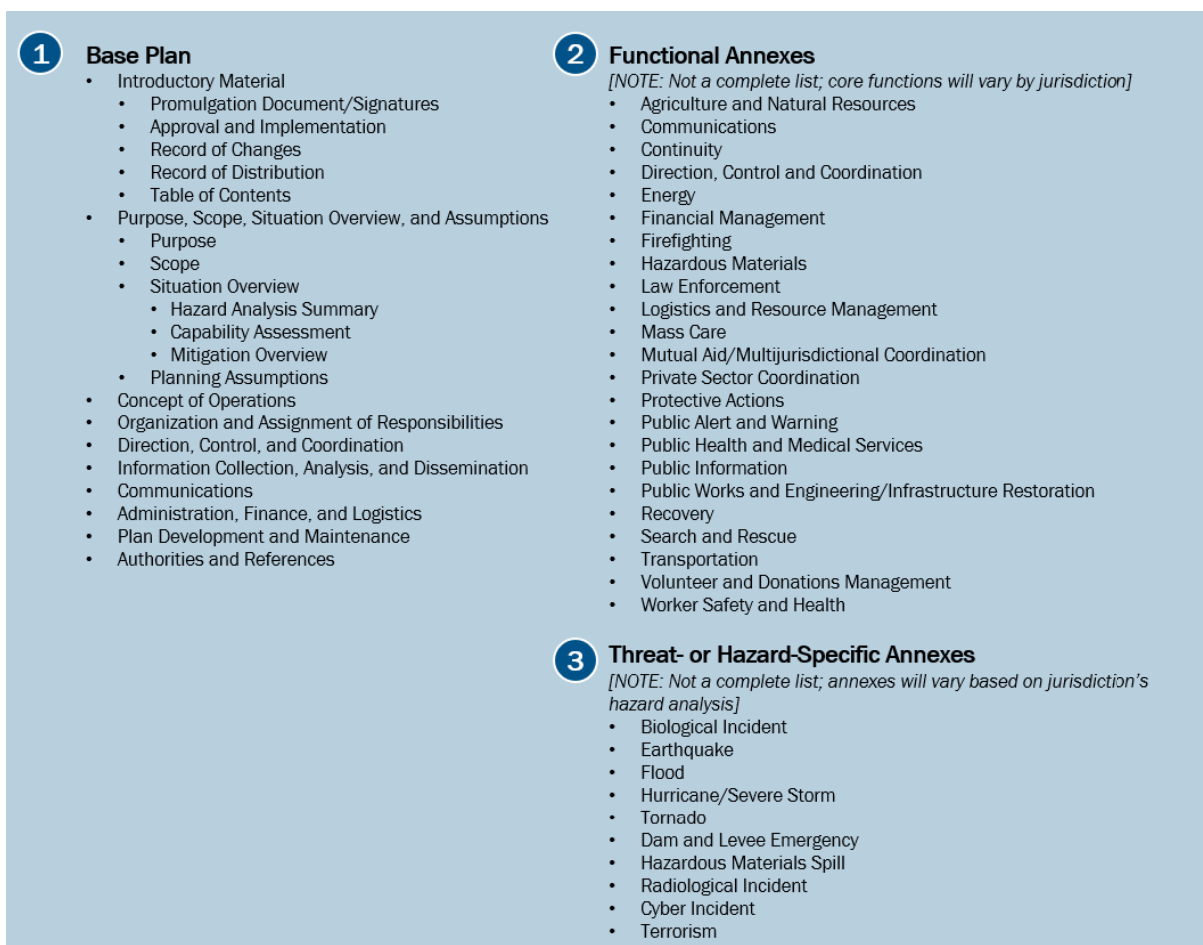 1
Base Plan
• Introductory Material
• Promulgation Document/Signatures
• Approval and Implementation
• Record of Changes
• Record of Distribution
• Table of Contents
• Purpose, Scope, Situation Overview, and Assumptions
• Purpose
• Scope
• Situation Overview
• Hazard Analysis Summary
• Capability Assessment
• Mitigation Overview
• Planning Assumptions
• Concept of Operations
• Organization and Assignment of Responsibilities
• Direction, Control, and Coordination
• Information Collection, Analysis, and Dissemination
• Communications
• Administration, Finance, and Logistics
• Plan Development and Maintenance
• Authorities and References
2
Functional Annexes
[NOTE: Not a complete list; core functions will vary by jurisdiction]
• Agriculture and Natural Resources
• Communications
• Continuity
• Direction, Control and Coordination
• Energy
• Financial Management
• Firefighting
• Hazardous Materials
• Law Enforcement
• Logistics and Resource Management
• Mass Care
• Mutual Aid/Multijurisdictional Coordination
• Private Sector Coordination
• Protective Actions
• Public Alert and Warning
• Public Health and Medical Services
• Public Information
• Public Works and Engineering/Infrastructure Restoration
• Recovery
• Search and Rescue
• Transportation
• Volunteer and Donations Management
• Worker Safety and Health
3
Threat- or Hazard-Specific Annexes
[NOTE: Not a complete list; annexes will vary based on jurisdiction's
hazard analysis]
• Biological Incident
• Earthquake
• Flood
• Hurricane/Severe Storm
• Tornado
• Dam and Levee Emergency
• Hazardous Materials Spill
• Radiological Incident
• Cyber Incident
• Terrorism